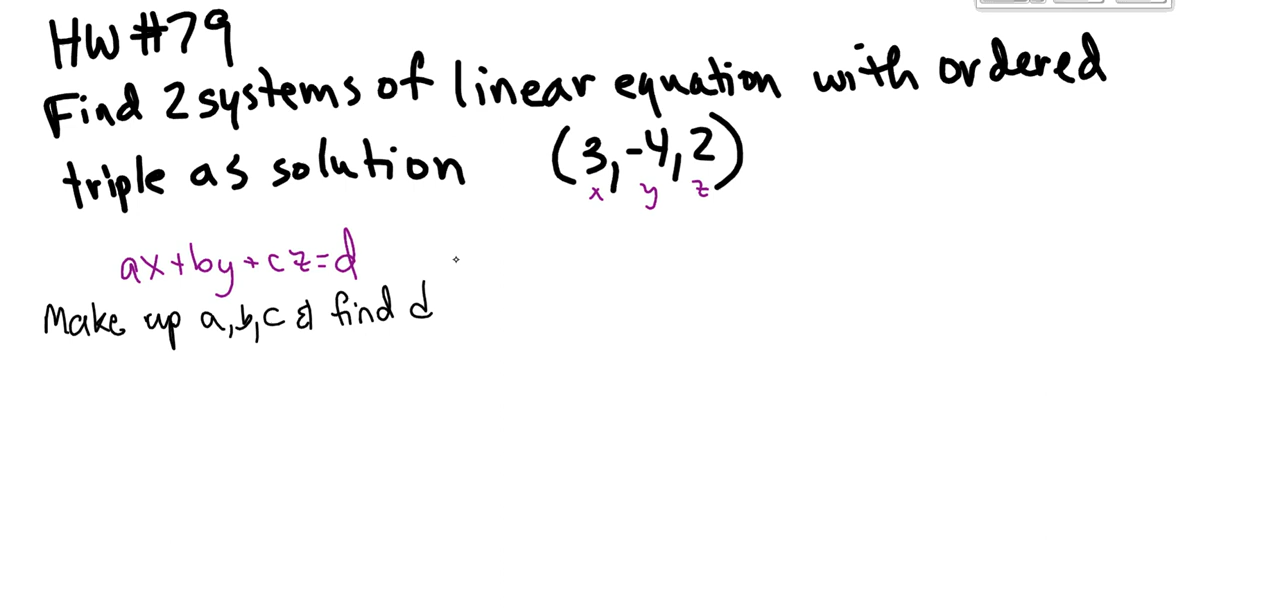 HW #79
Find 2 systems of linear equation with ordered
triple as solution (3, -4, 2)
x y z
ax+by+cz=d
Make up a, b, c & find d